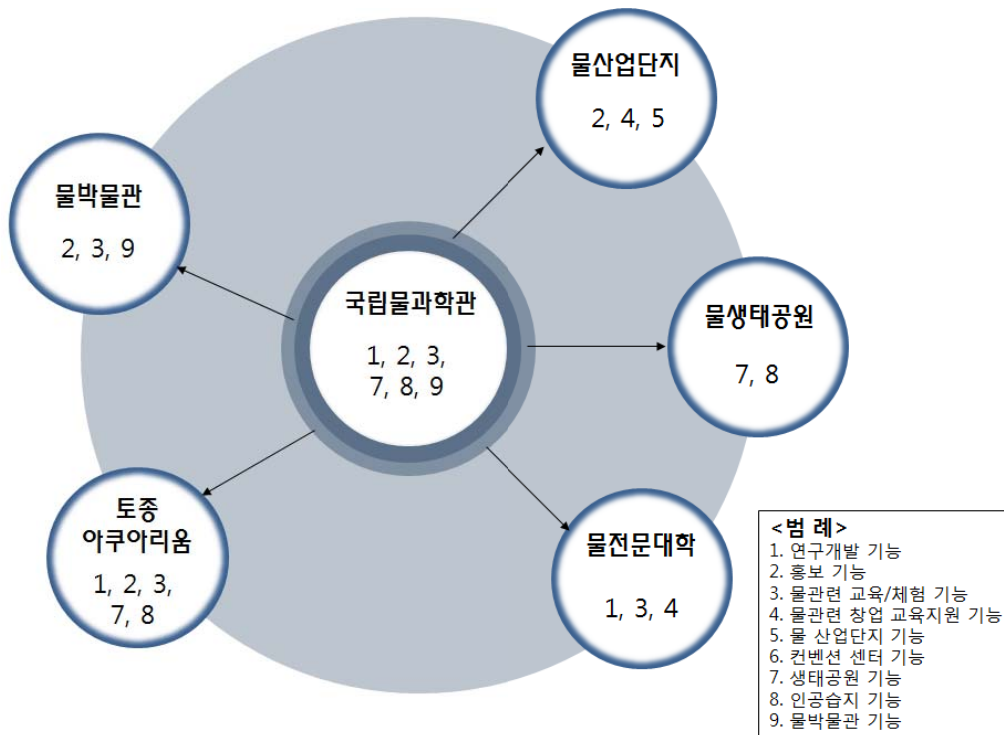 물산업단지
2, 4, 5
물박물관
2, 3, 9
국립물과학관
1, 2, 3,
7, 8, 9
물생태공원
7, 8
토종
아쿠아리움
1, 2, 3,
7, 8
물전문대학
1, 3, 4
<범 례>
1. 연구개발 기능
2. 홍보 기능
3. 물관련 교육/체험 기능
4. 물관련 창업 교육지원 기능
5. 물 산업단지 기능
6. 컨벤션 센터 기능
7. 생태공원 기능
8. 인공습지 기능
9. 물박물관 기능